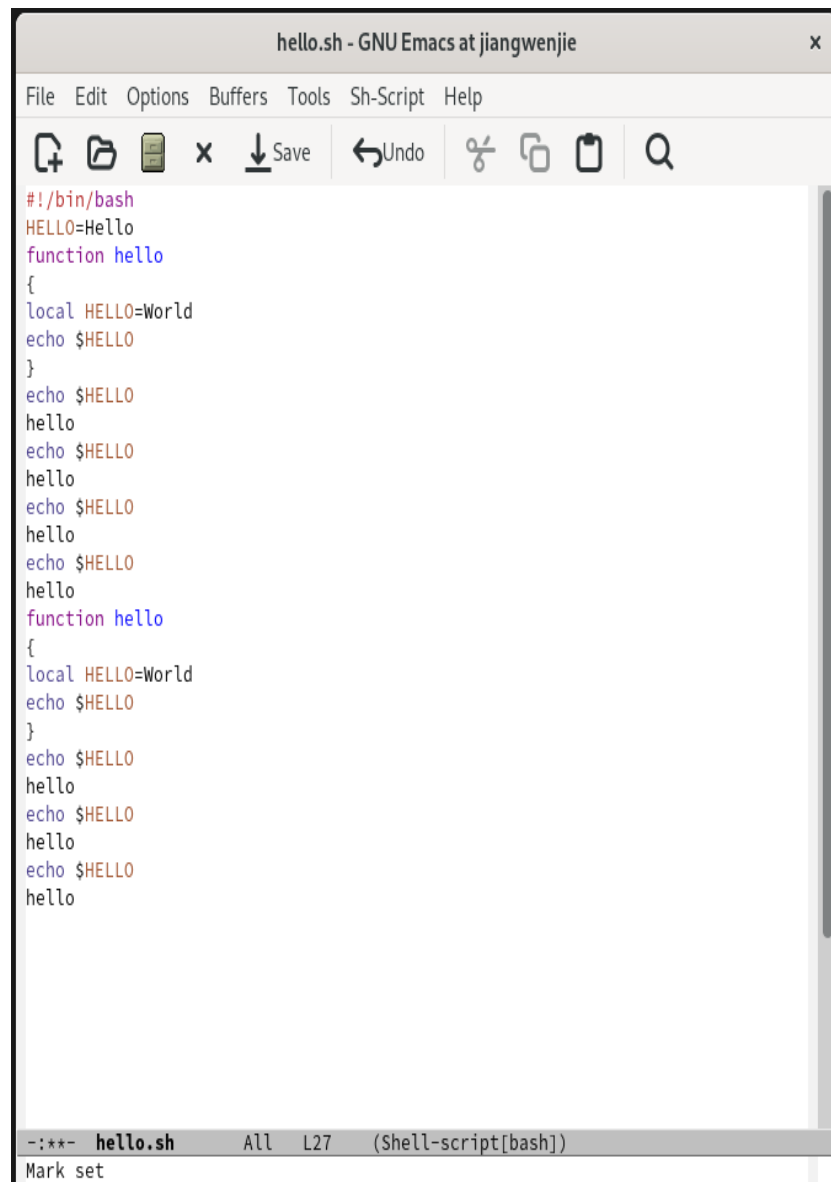 hello.sh - GNU Emacs at jiangwenjie ×
File Edit Options Buffers Tools Sh-Script Help
Save Undo
#!/bin/bash
HELLO=Hello
function hello
{
local HELLO=World
echo $HELLO
}
echo $HELLO
hello
echo $HELLO
hello
echo $HELLO
hello
echo $HELLO
hello
function hello
{
local HELLO=World
echo $HELLO
}
echo $HELLO
hello
echo $HELLO
hello
echo $HELLO
hello
-:**- hello.sh All L27 (Shell-script[bash])
Mark set